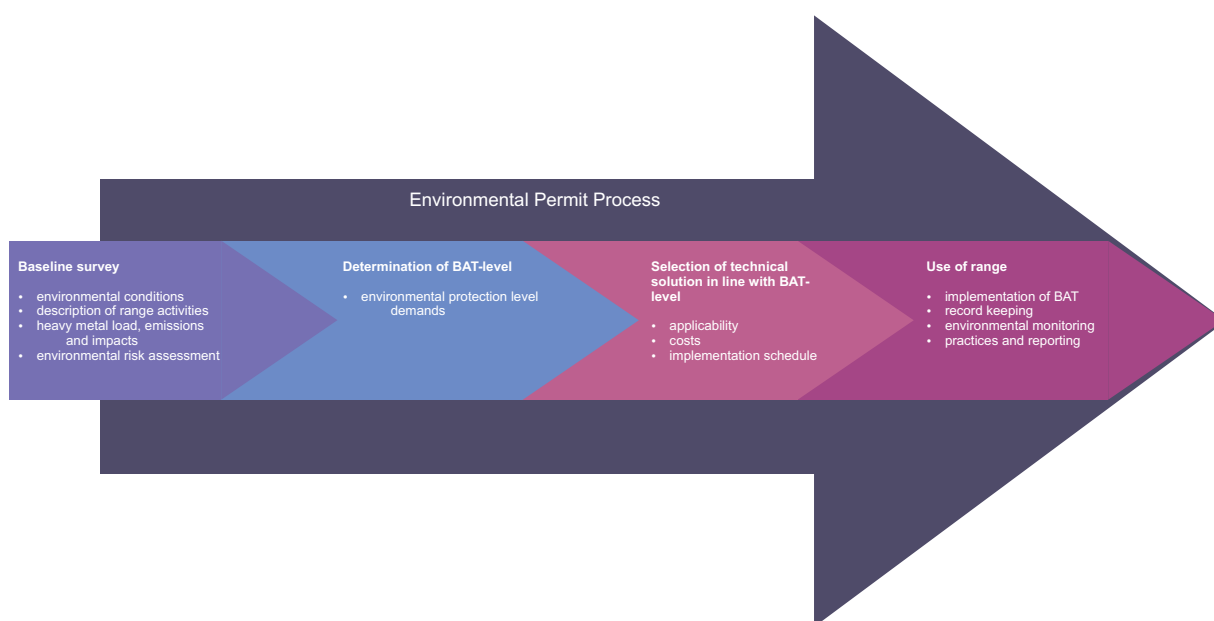 Environmental Permit Process
Baseline survey
• environmental conditions
• description of range activities
• heavy metal load, emissions
and impacts
• environmental risk assessment
Determination of BAT-level
• environmental protection level
demands
Selection of technical
solution in line with BAT-
level
• applicability
• costs
• implementation schedule
Use of range
• implementation of BAT
• record keeping
• environmental monitoring
• practices and reporting